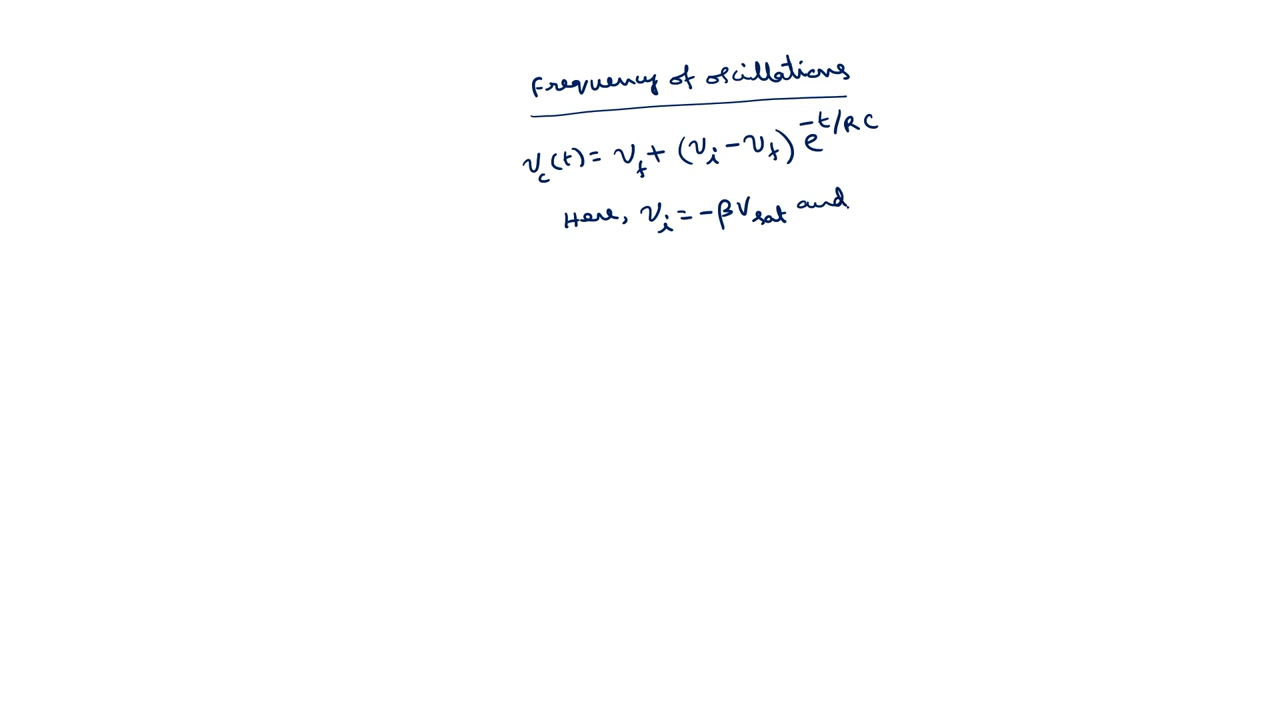 Frequency of oscillations
v_c(t) = v_f + (v_i - v_f) e^{-t/RC}
Here, v_i = -βV_sat and